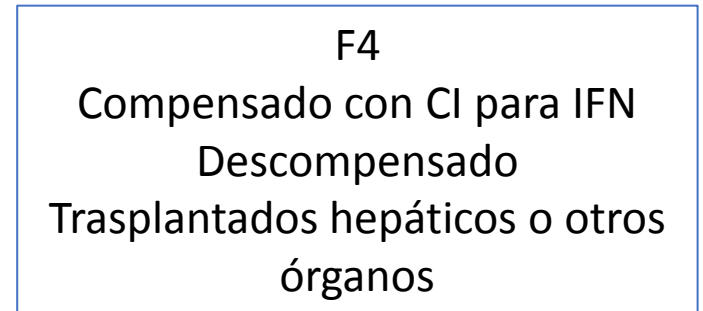 F4
Compensado con CI para IFN
Descompensado
Trasplantados hepáticos o otros
órganos